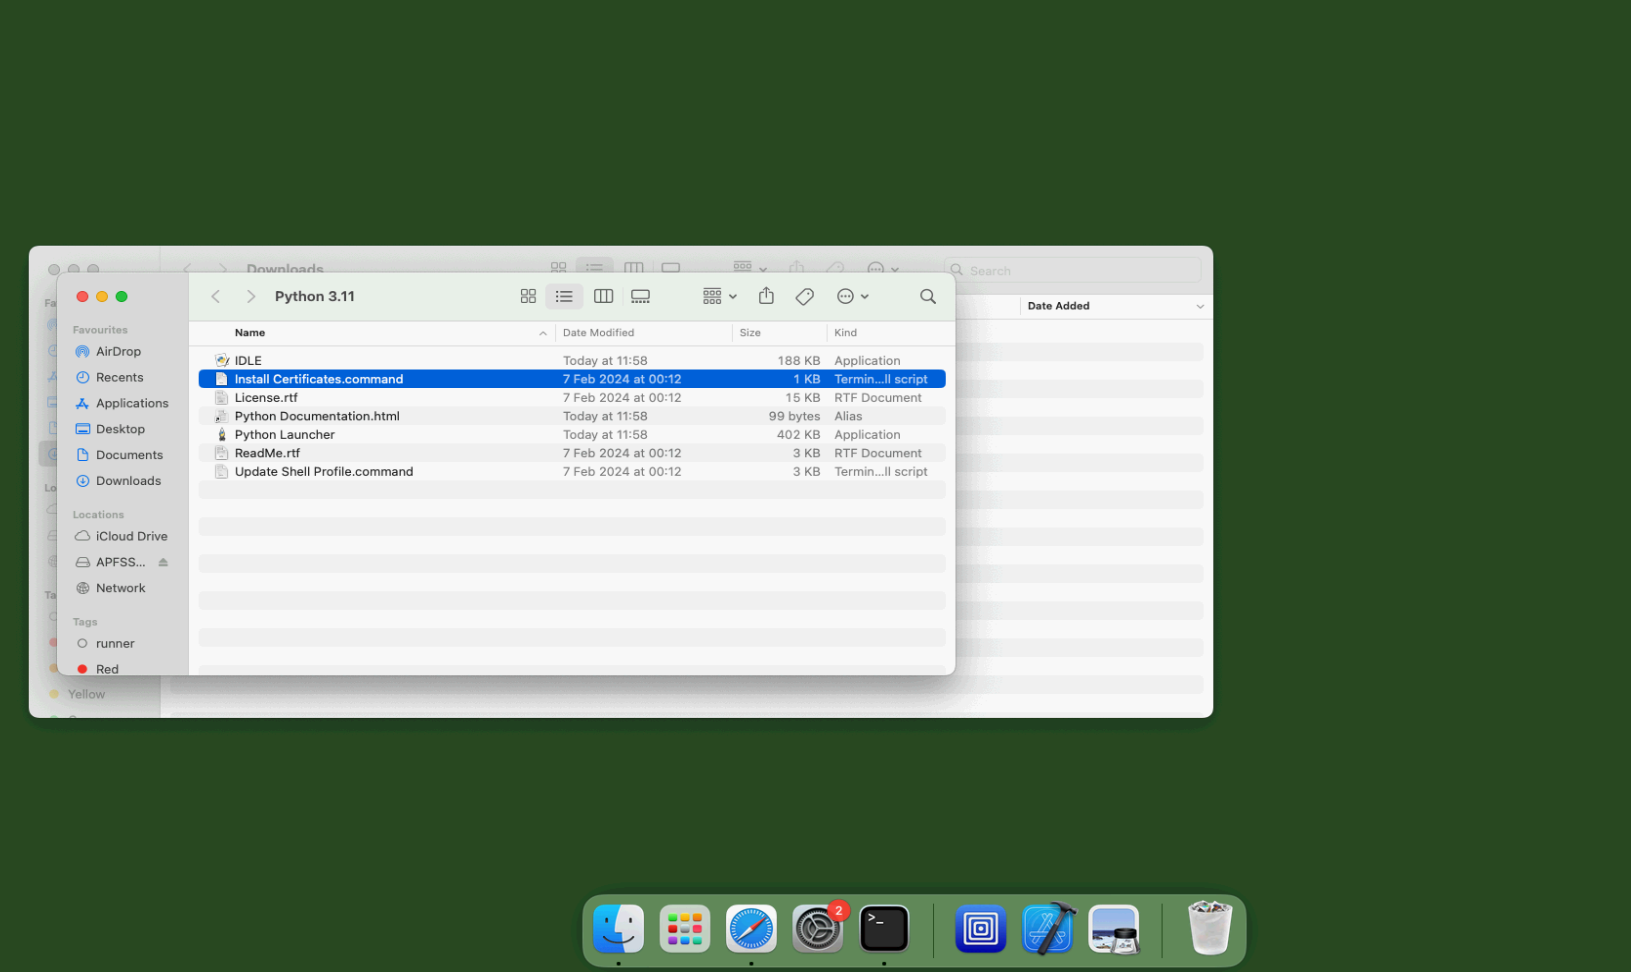 Downloads
Search
Date Added
Python 3.11
Favourites
AirDrop
Recents
Applications
Desktop
Documents
Downloads
Locations
iCloud Drive
APFSS...
Network
Tags
runner
Red
Yellow
Name Date Modified Size Kind
IDLE Today at 11:58 188 KB Application
Install Certificates.command 7 Feb 2024 at 00:12 1 KB Termin...ll script
License.rtf 7 Feb 2024 at 00:12 15 KB RTF Document
Python Documentation.html Today at 11:58 99 bytes Alias
Python Launcher Today at 11:58 402 KB Application
ReadMe.rtf 7 Feb 2024 at 00:12 3 KB RTF Document
Update Shell Profile.command 7 Feb 2024 at 00:12 3 KB Termin...ll script
2
>_